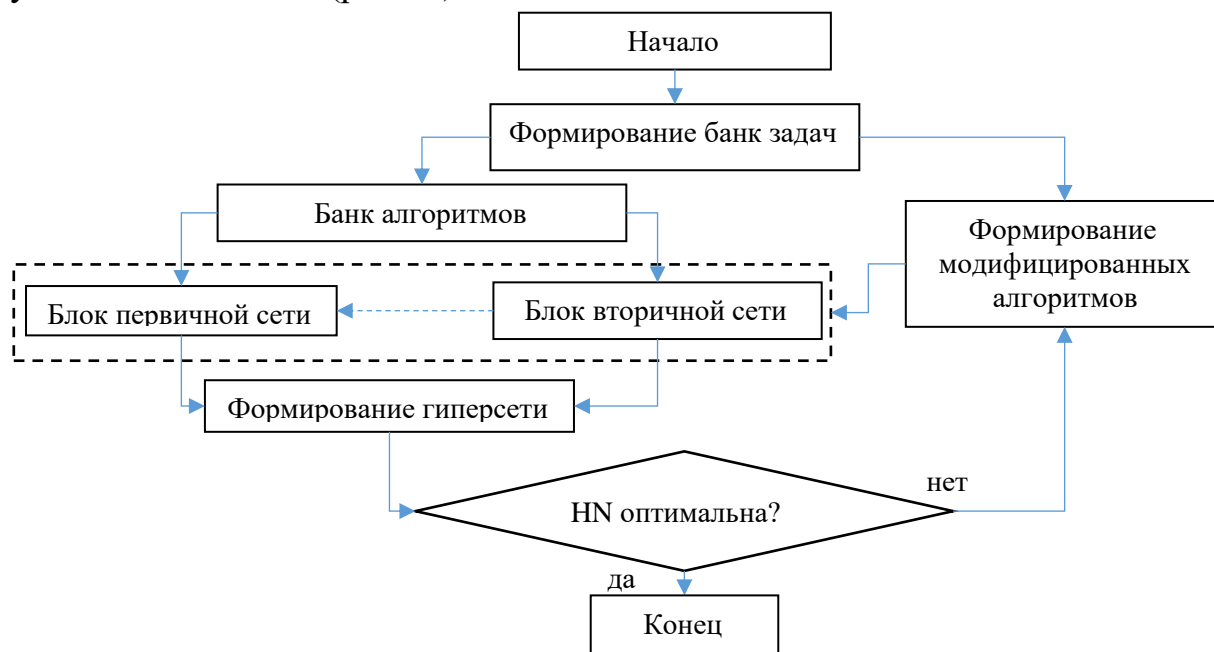 Начало
Формирование банк задач
Банк алгоритмов
Формирование
модифицированных
алгоритмов
Блок первичной сети
Блок вторичной сети
Формирование гиперсети
HN оптимальна?
нет
да
Конец